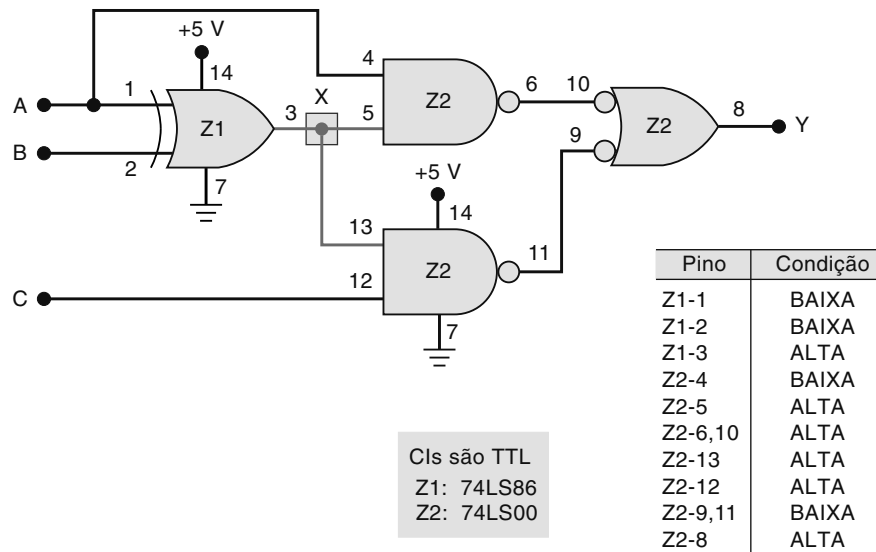 +5 V
14
A
1
B
2
Z1
3
X
7
4
5
Z2
6
10
9
Z2
8
Y
+5 V
14
13
12
Z2
11
C
7
CIs são TTL
Z1: 74LS86
Z2: 74LS00
Pino Condição
Z1-1 BAIXA
Z1-2 BAIXA
Z1-3 ALTA
Z2-4 BAIXA
Z2-5 ALTA
Z2-6,10 ALTA
Z2-13 ALTA
Z2-12 ALTA
Z2-9,11 BAIXA
Z2-8 ALTA